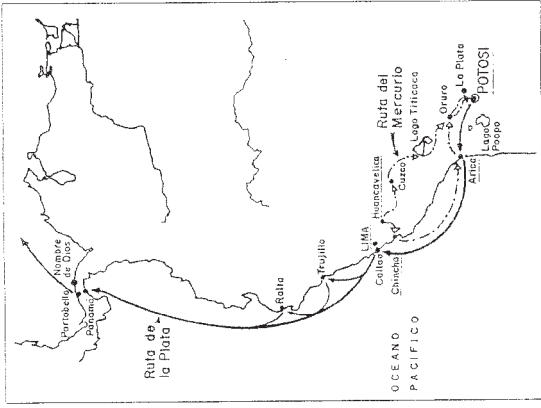 Portobello
Nombre
de Dios
Panamá
Ruta de
la Plata
Paita
Trujillo
LIMA
Callao
Chincha
Huancavelica
Cuzco
Ruta del
Mercurio
Lago Titicaca
Oruro
La Plata
POTOSI
Lago
Poopo
Arica
OCEANO
PACIFICO